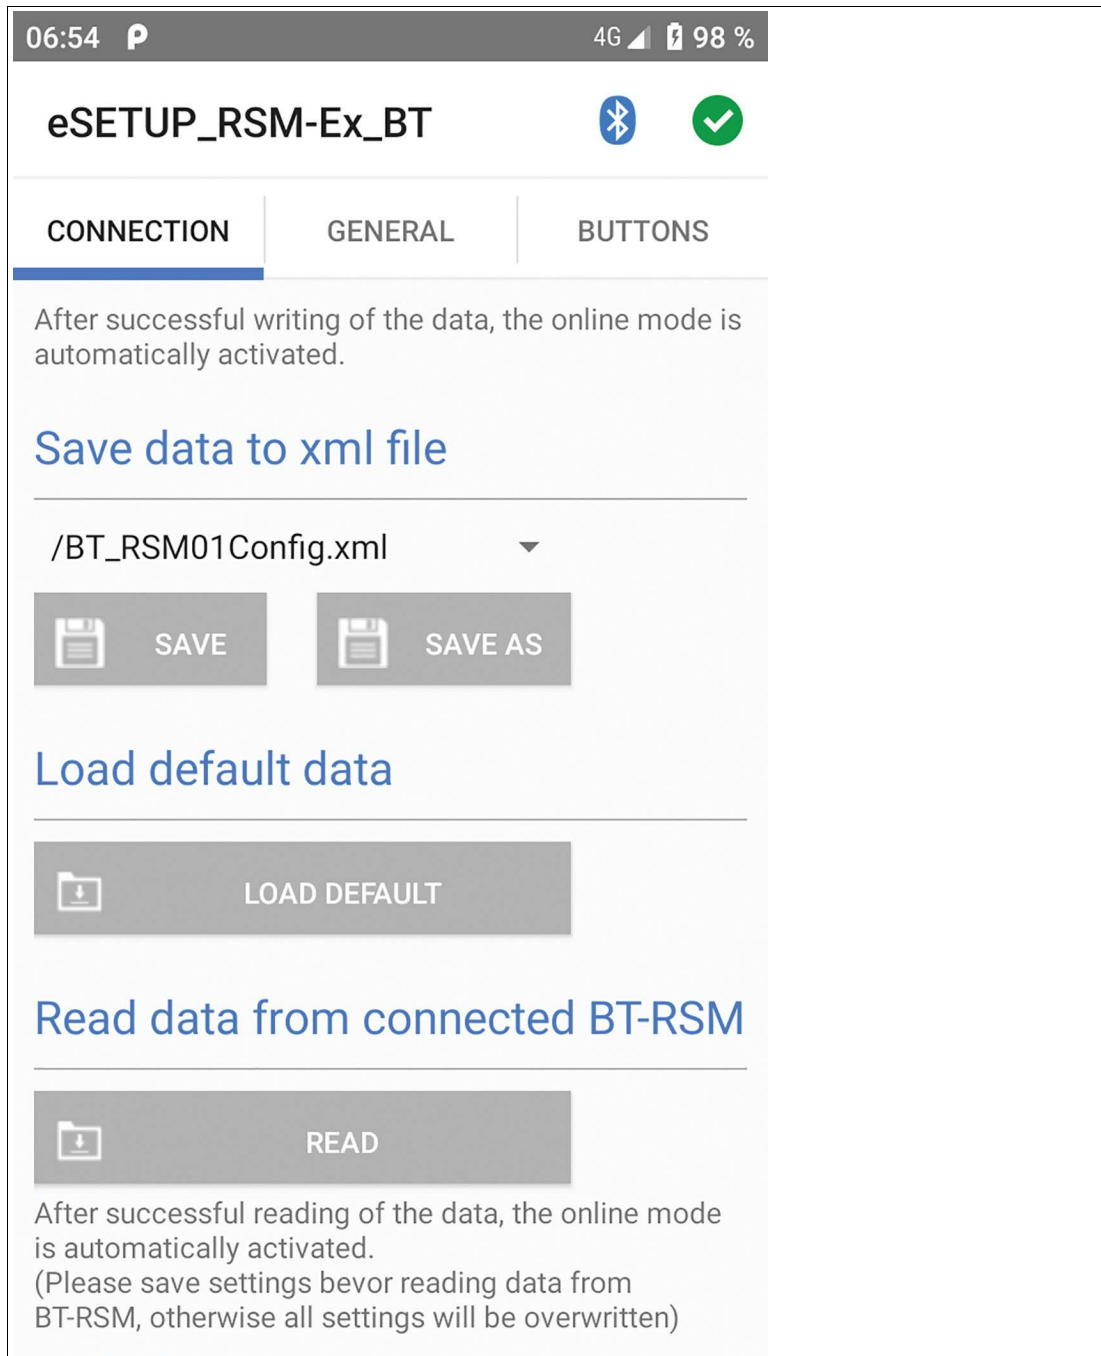 06:54 P 4G 98 %
eSETUP_RSM-Ex_BT
CONNECTION GENERAL BUTTONS
After successful writing of the data, the online mode is
automatically activated.
Save data to xml file
/BT_RSM01Config.xml
SAVE SAVE AS
Load default data
LOAD DEFAULT
Read data from connected BT-RSM
READ
After successful reading of the data, the online mode
is automatically activated.
(Please save settings bevor reading data from
BT-RSM, otherwise all settings will be overwritten)